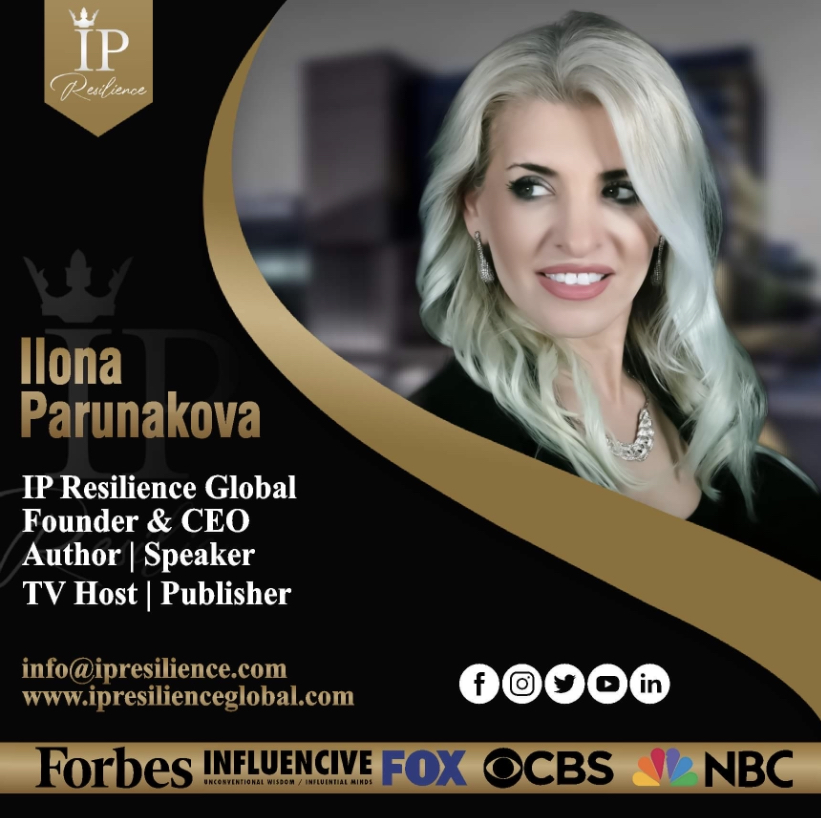 IP
Resilience
Ilona
Parunakova
IP Resilience Global
Founder & CEO
Author | Speaker
TV Host | Publisher
info@ipresilience.com
www.ipresilienceglobal.com
Forbes INFLUENCIVE FOX CBS NBC
UNCONVENTIONAL WISDOM / INFLUENTIAL MINDS